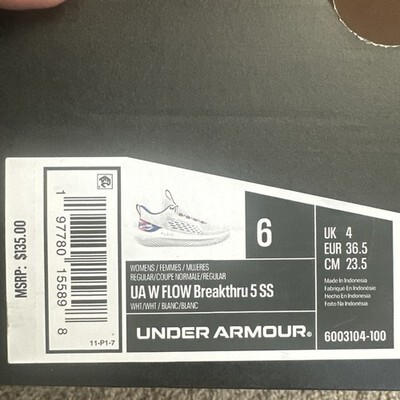 MSRP: $135.00
1 97780 15589 8
11-P1-7
WOMENS / FEMMES / MUJERES
REGULAR/COUPE NORMALE/REGULAR
UA W FLOW Breakthru 5 SS
WHT/WHT / BLANC/BLANC
UNDER ARMOUR®
6
UK 4
EUR 36.5
CM 23.5
Made in Indonesia
Fabriqué En Indonésie
Hecho En Indonesia
Feito Na Indonésia
6003104-100